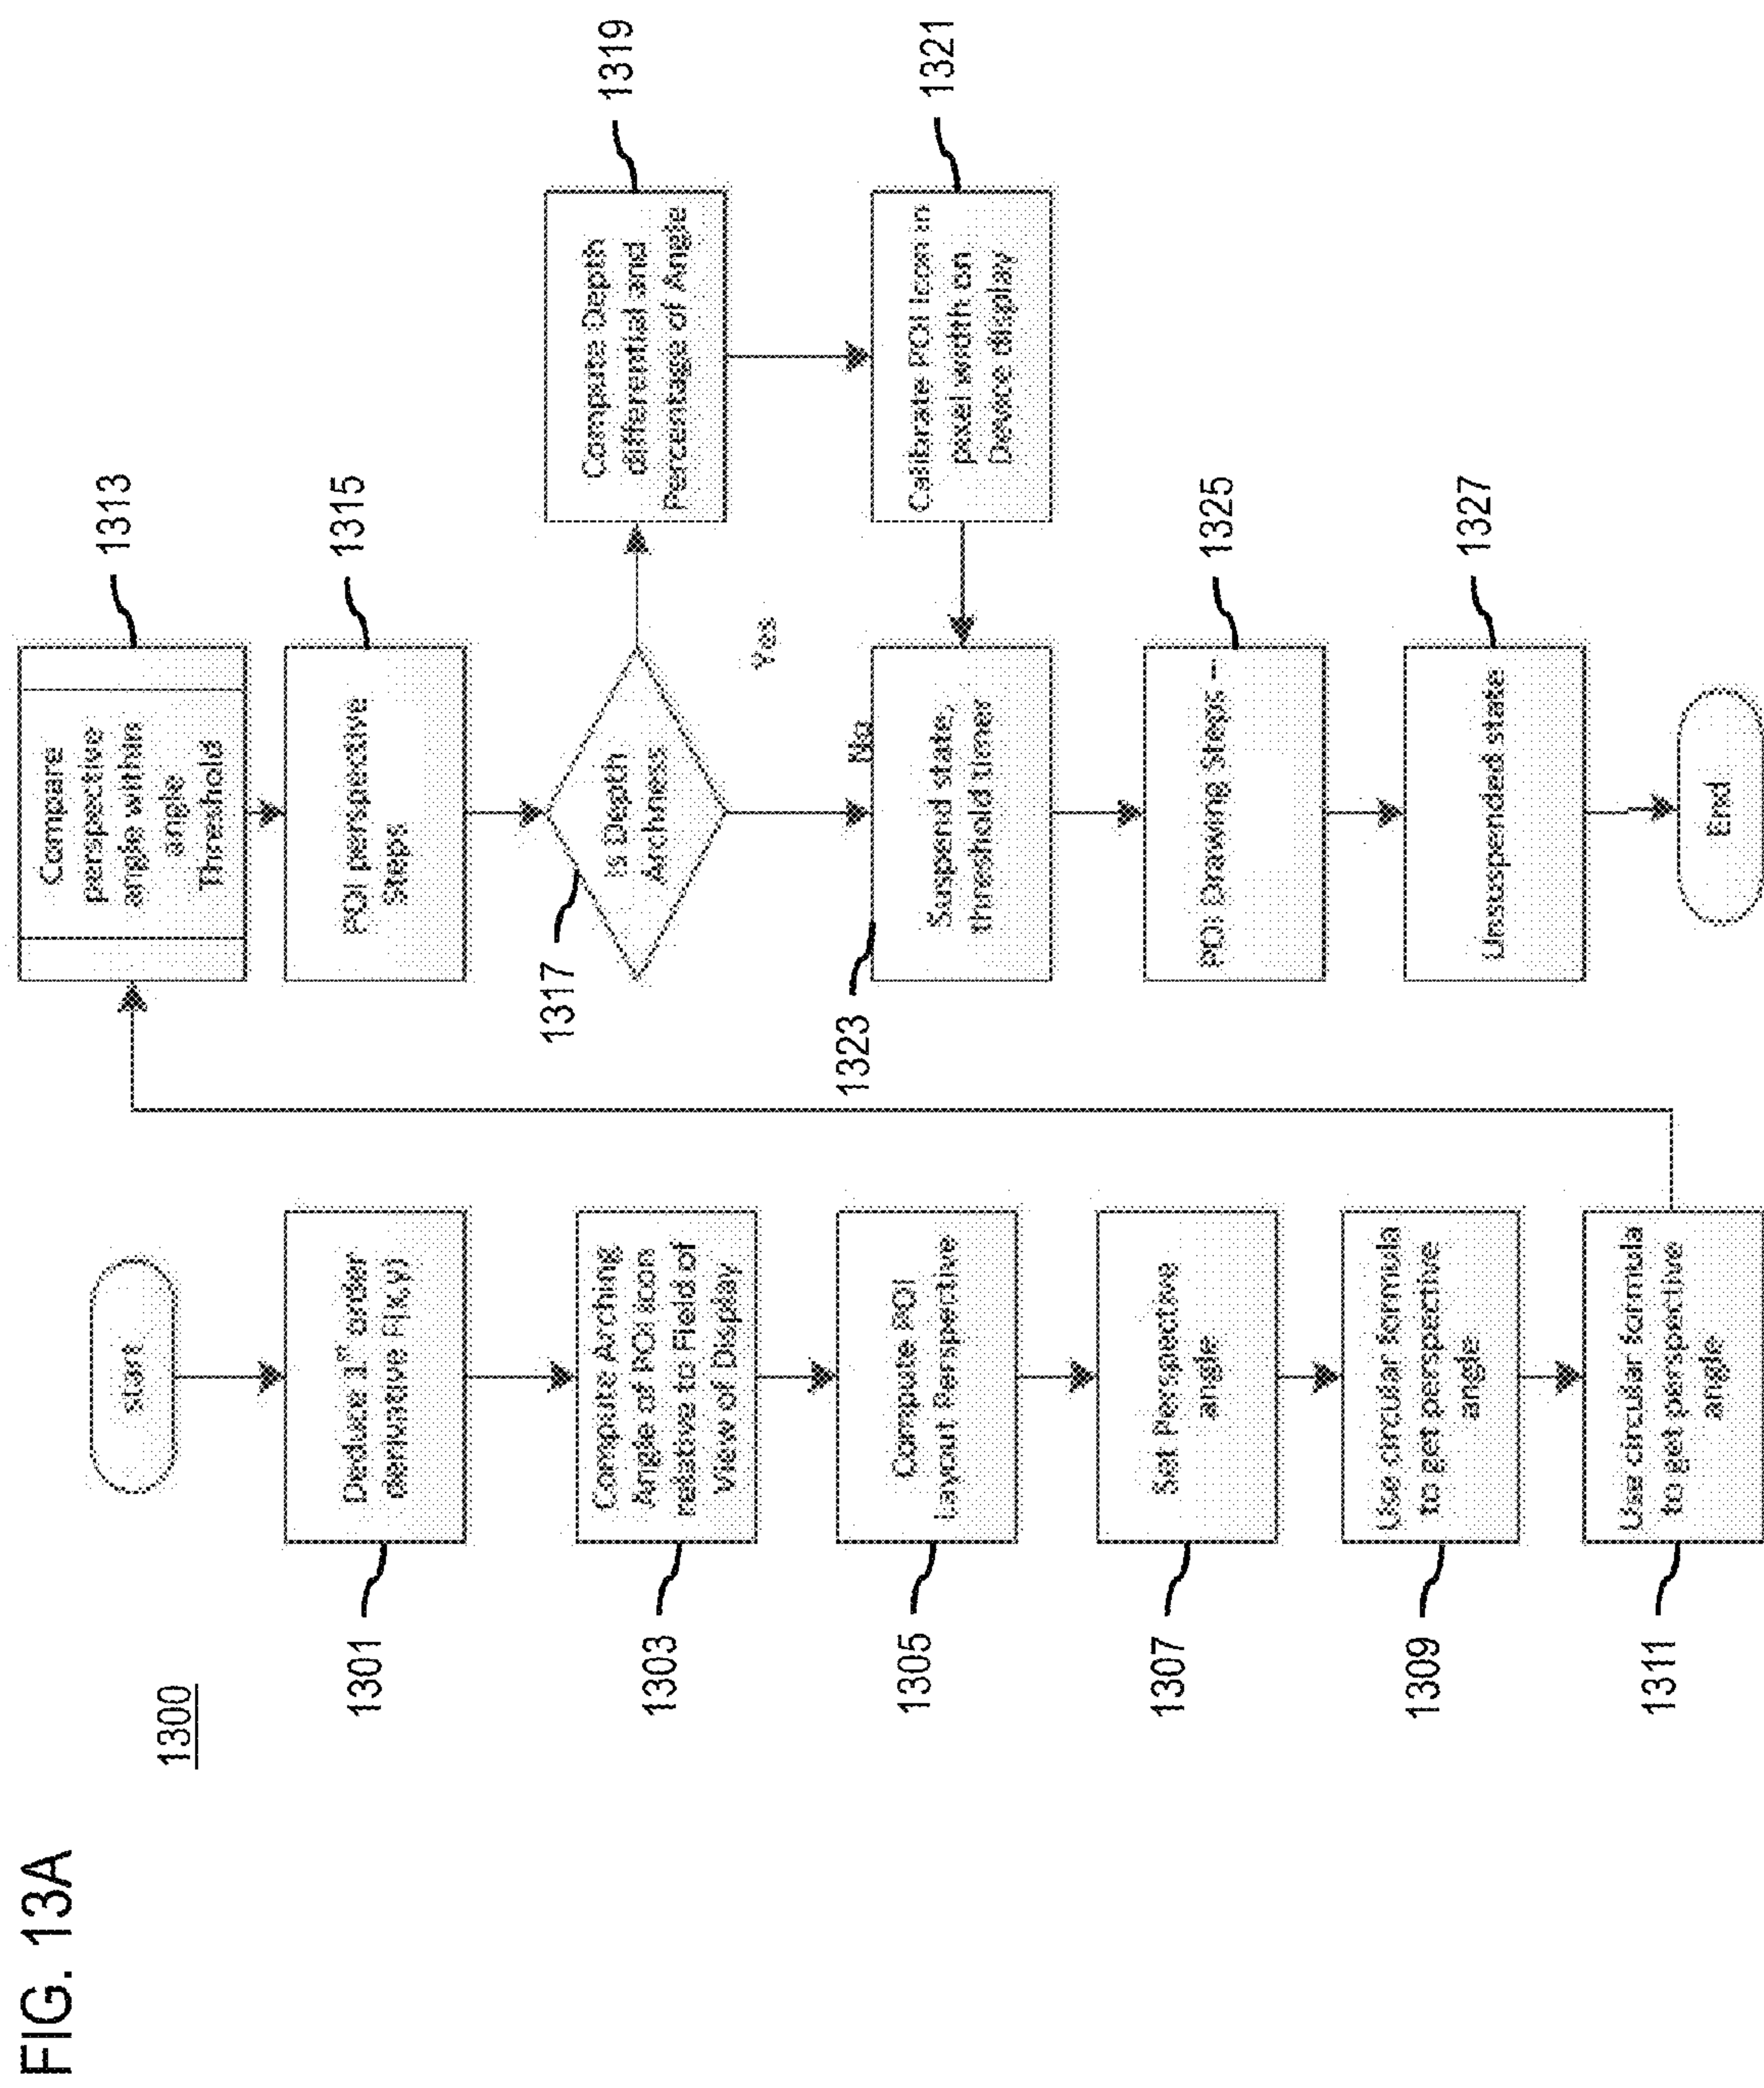 FIG. 13A
1300
start
1301
Deduce 1st order
derivative F(x,y)
1303
Compute Arching
Angle of POI icon
relative to Field of
View of Display
1305
Compute POI
Layout Perspective
1307
Set Perspective
angle
1309
Use circular formula
to get perspective
angle
1311
Use circular formula
to get perspective
angle
1313
Compare
perspective
angle within
angle
Threshold
1315
POI perspective
Steps
1317
Is Depth
Archness
Yes
No
1319
Compute Depth
differential and
Percentage of Angle
1321
Calibrate POI Icon in
pixel width on
Device display
1323
Suspend state,
threshold timer
1325
POI Drawing Steps --
1327
Unsuspended state
End